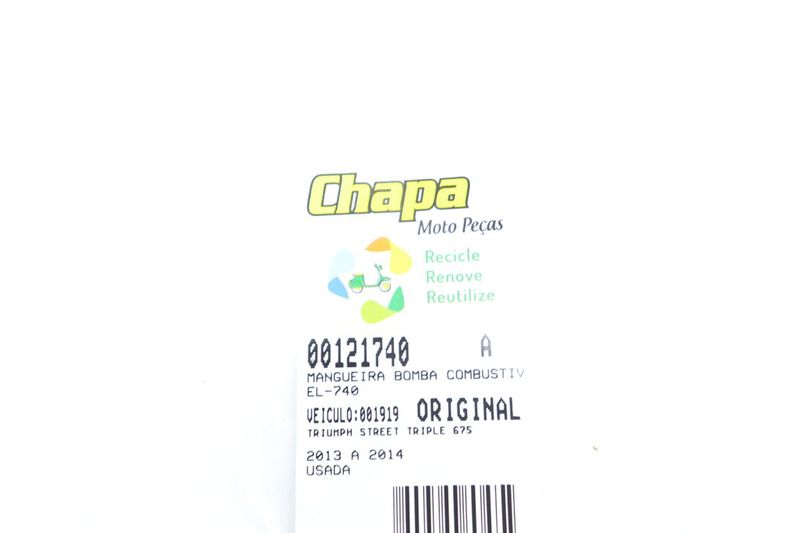 Chapa
Moto Peças
Recicle
Renove
Reutilize
00121740 A
MANGUEIRA BOMBA COMBUSTIV
EL-740
VEICULO:001919 ORIGINAL
TRIUMPH STREET TRIPLE 675
2013 A 2014
USADA